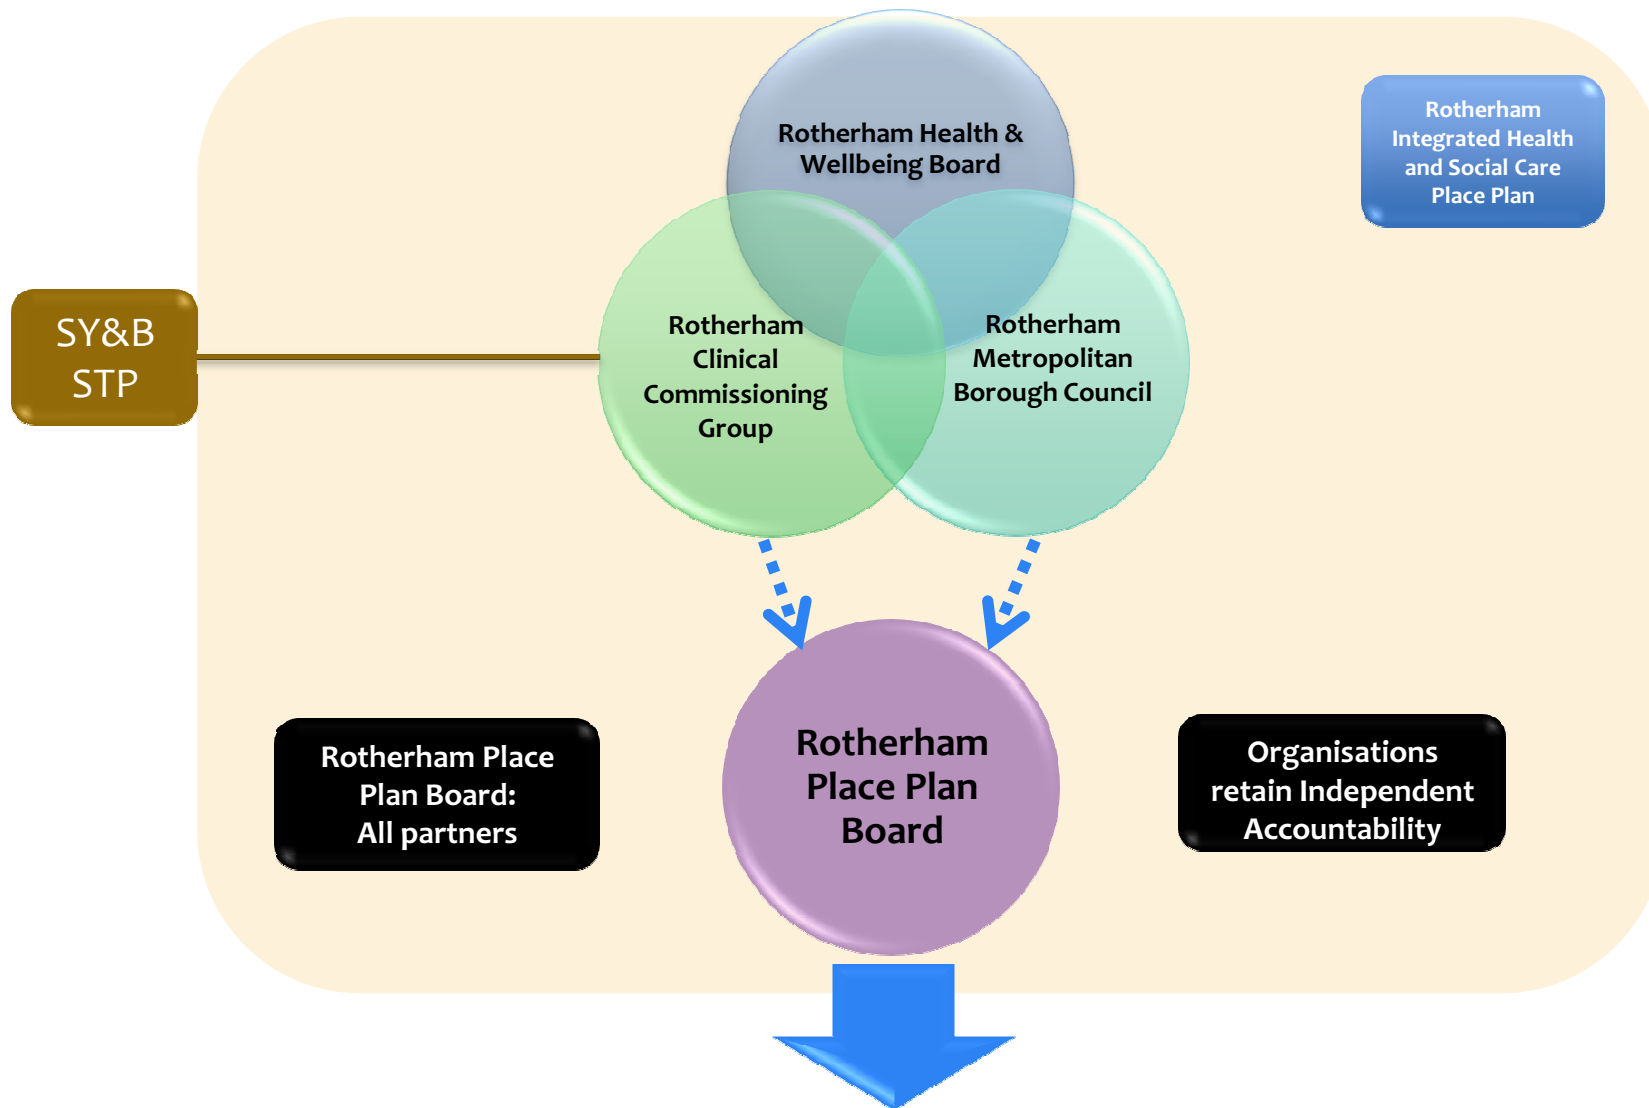 Rotherham Health &
Wellbeing Board
Rotherham
Integrated Health
and Social Care
Place Plan
SY&B
STP
Rotherham
Clinical
Commissioning
Group
Rotherham
Metropolitan
Borough Council
Rotherham Place
Plan Board:
All partners
Rotherham
Place Plan
Board
Organisations
retain Independent
Accountability